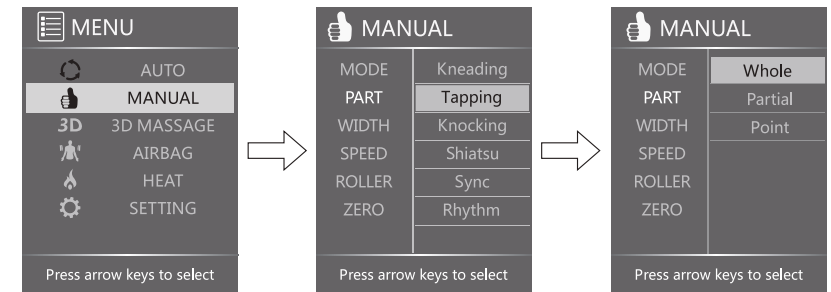 MENU
AUTO
MANUAL
3D 3D MASSAGE
AIRBAG
HEAT
SETTING
Press arrow keys to select
MANUAL
MODE Kneading
PART Tapping
WIDTH Knocking
SPEED Shiatsu
ROLLER Sync
ZERO Rhythm
Press arrow keys to select
MANUAL
MODE Whole
PART Partial
WIDTH Point
SPEED
ROLLER
ZERO
Press arrow keys to select